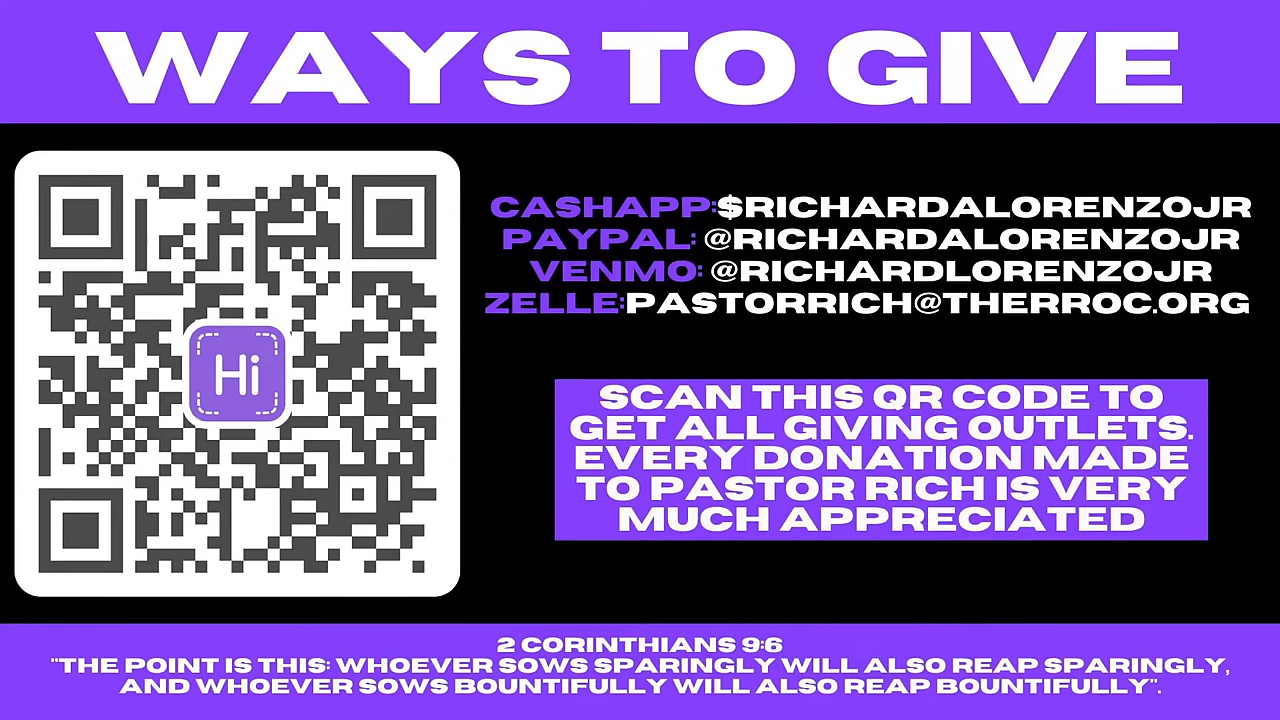 WAYS TO GIVE
CASHAPP:$RICHARDALORENZOJR
PAYPAL: @RICHARDALORENZOJR
VENMO: @RICHARDLORENZOJR
ZELLE:PASTORRICH@THERROC.ORG
Hi
SCAN THIS QR CODE TO
GET ALL GIVING OUTLETS.
EVERY DONATION MADE
TO PASTOR RICH IS VERY
MUCH APPRECIATED
2 CORINTHIANS 9:6
"THE POINT IS THIS: WHOEVER SOWS SPARINGLY WILL ALSO REAP SPARINGLY,
AND WHOEVER SOWS BOUNTIFULLY WILL ALSO REAP BOUNTIFULLY".